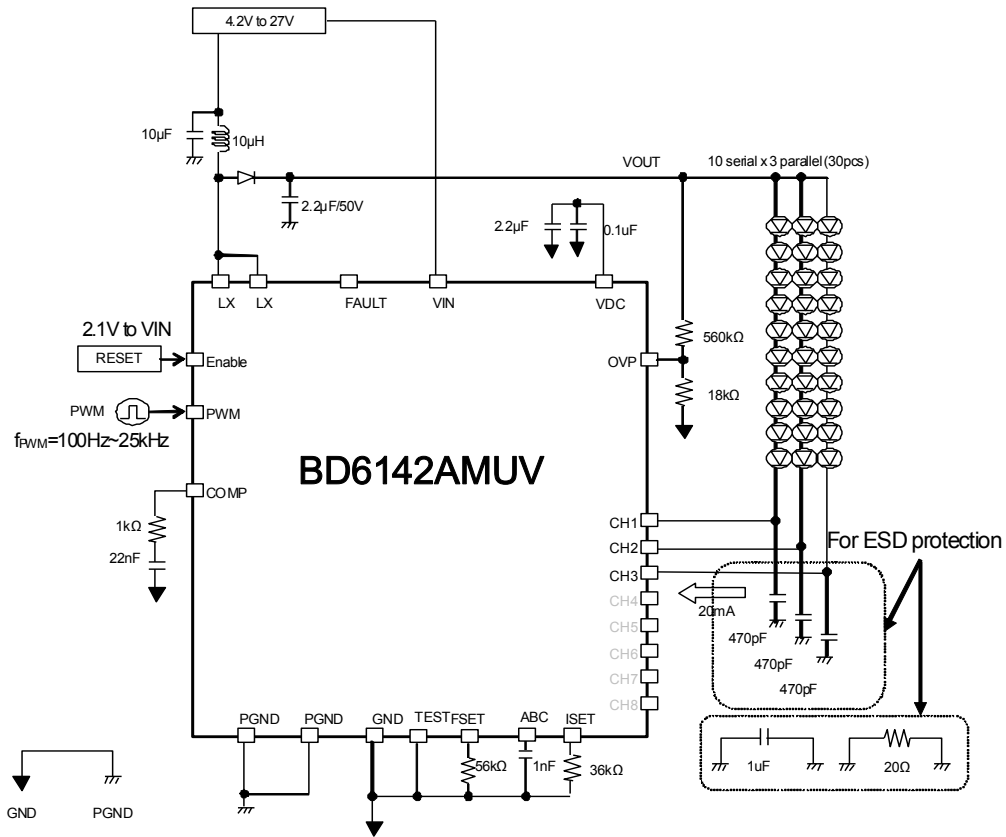 4.2V to 27V
10µF
10µH
2.2µF/50V
VOUT
10 serial x 3 parallel (30pcs)
2.2µF
0.1uF
LX
LX
FAULT
VIN
VDC
2.1V to VIN
RESET
Enable
560kΩ
OVP
18kΩ
PWM
PWM
fPWM=100Hz~25kHz
BD6142AMUV
COMP
1kΩ
22nF
CH1
CH2
CH3
CH4
CH5
CH6
CH7
CH8
For ESD protection
20mA
470pF
470pF
470pF
PGND
PGND
GND
TEST
FSET
ABC
ISET
56kΩ
1nF
36kΩ
1uF
20Ω
GND
PGND